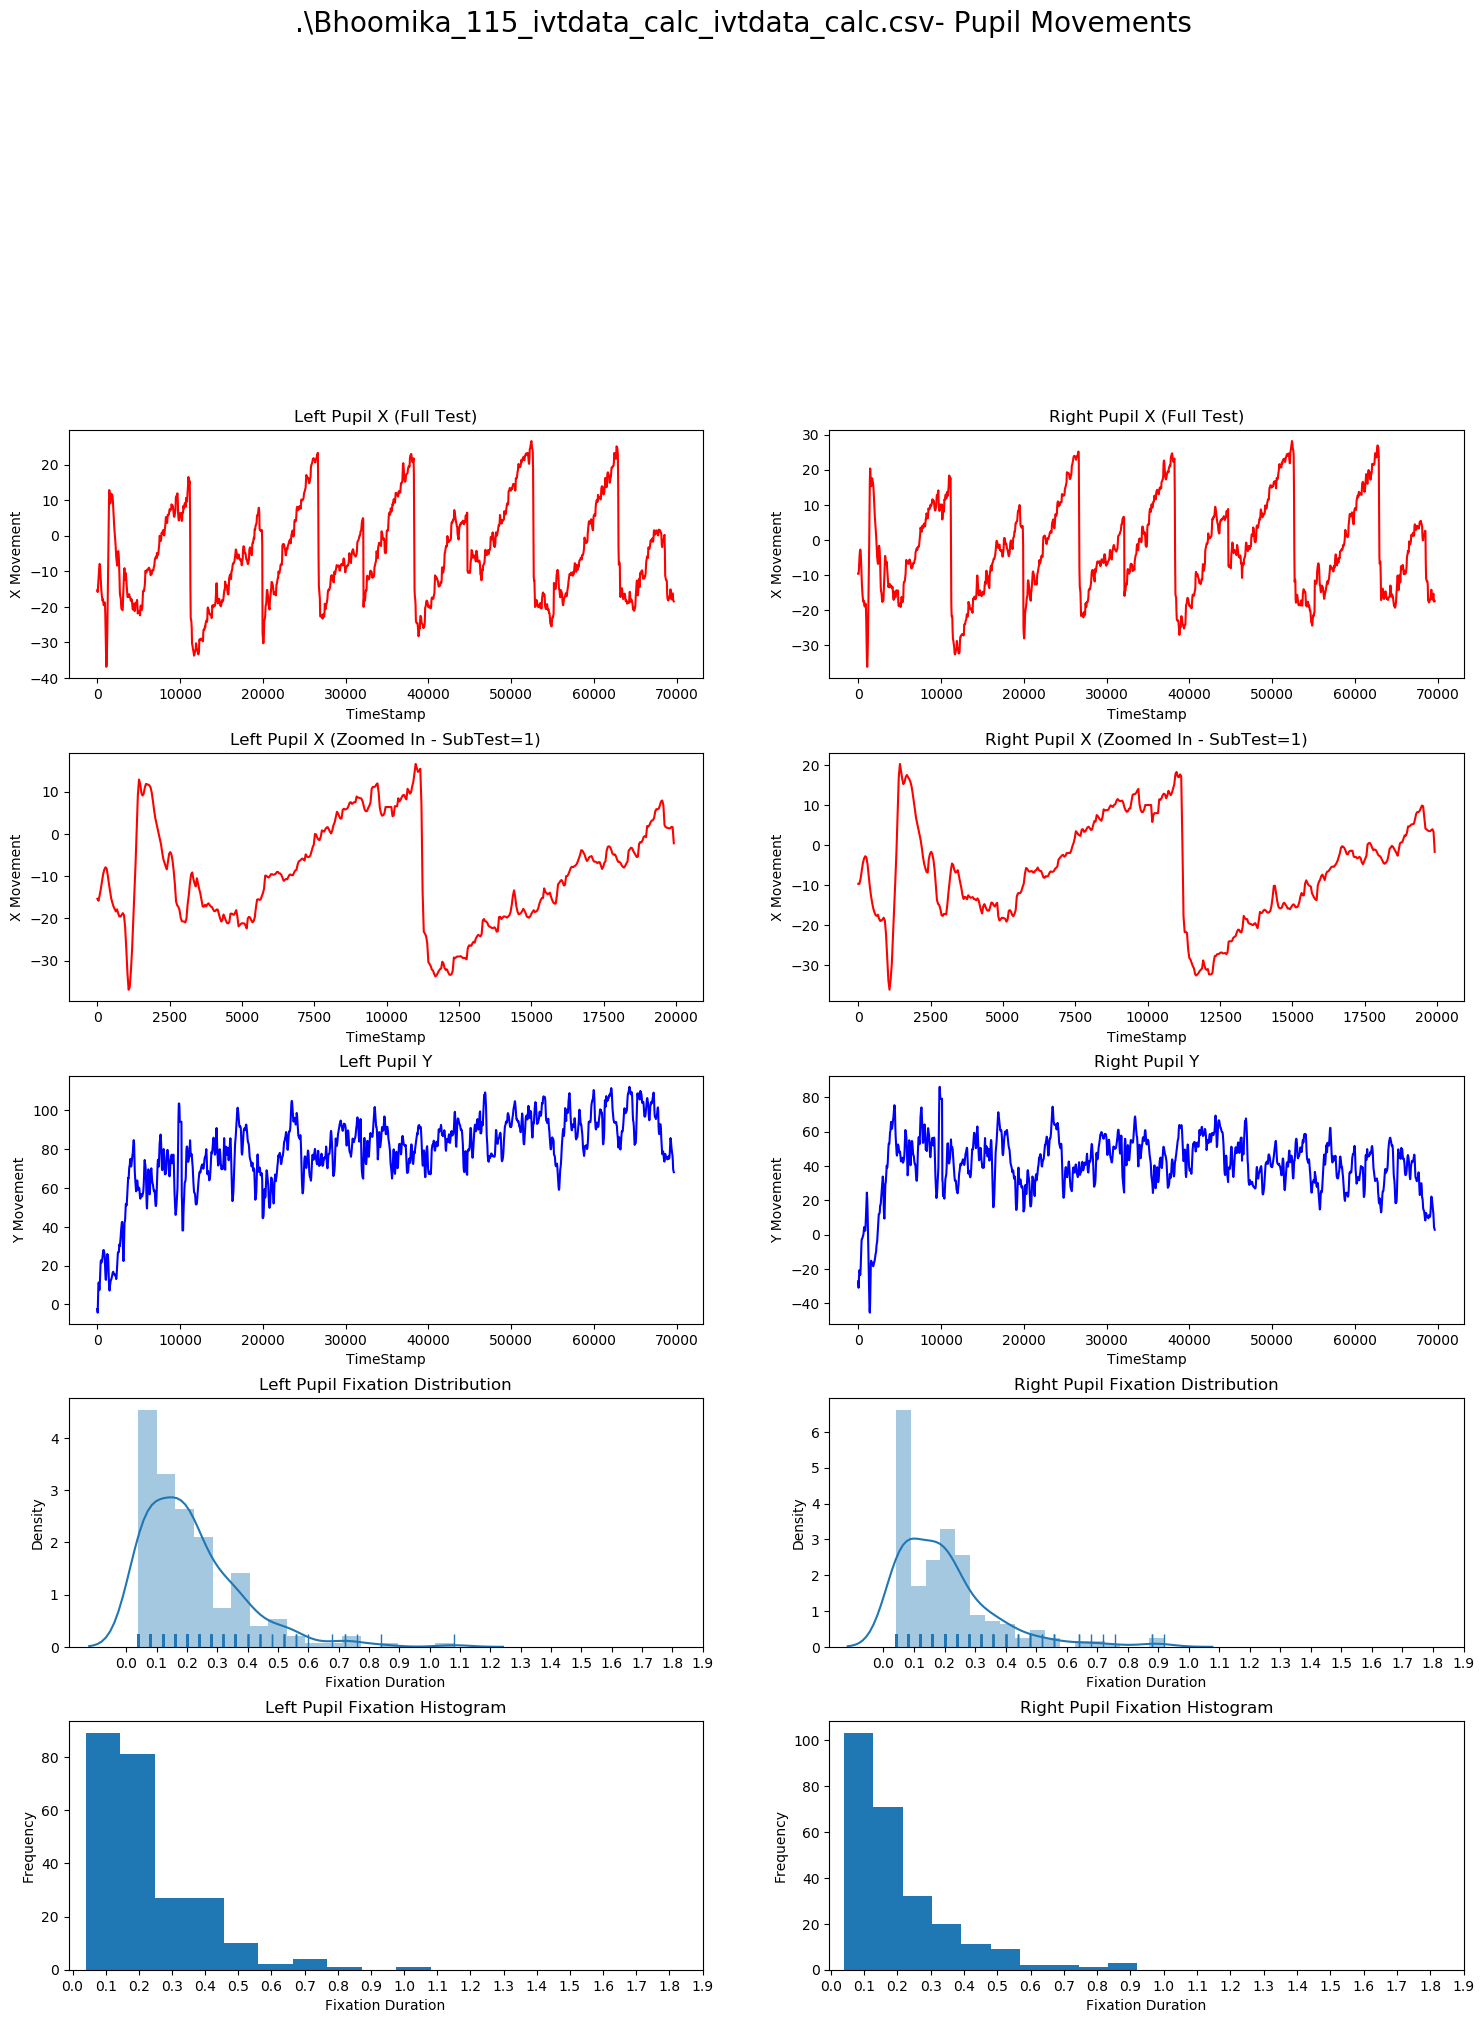 .\Bhoomika_115_ivtdata_calc_ivtdata_calc.csv- Pupil Movements
Left Pupil X (Full Test)
X Movement
20
10
0
−10
−20
−30
−40
0 10000 20000 30000 40000 50000 60000 70000
TimeStamp
Right Pupil X (Full Test)
X Movement
30
20
10
0
−10
−20
−30
0 10000 20000 30000 40000 50000 60000 70000
TimeStamp
Left Pupil X (Zoomed In - SubTest=1)
X Movement
10
0
−10
−20
−30
0 2500 5000 7500 10000 12500 15000 17500 20000
TimeStamp
Right Pupil X (Zoomed In - SubTest=1)
X Movement
20
10
0
−10
−20
−30
0 2500 5000 7500 10000 12500 15000 17500 20000
TimeStamp
Left Pupil Y
Y Movement
100
80
60
40
20
0
0 10000 20000 30000 40000 50000 60000 70000
TimeStamp
Right Pupil Y
Y Movement
80
60
40
20
0
−20
−40
0 10000 20000 30000 40000 50000 60000 70000
TimeStamp
Left Pupil Fixation Distribution
Density
4
3
2
1
0
0.0 0.1 0.2 0.3 0.4 0.5 0.6 0.7 0.8 0.9 1.0 1.1 1.2 1.3 1.4 1.5 1.6 1.7 1.8 1.9
Fixation Duration
Right Pupil Fixation Distribution
Density
6
5
4
3
2
1
0
0.0 0.1 0.2 0.3 0.4 0.5 0.6 0.7 0.8 0.9 1.0 1.1 1.2 1.3 1.4 1.5 1.6 1.7 1.8 1.9
Fixation Duration
Left Pupil Fixation Histogram
Frequency
80
60
40
20
0
0.0 0.1 0.2 0.3 0.4 0.5 0.6 0.7 0.8 0.9 1.0 1.1 1.2 1.3 1.4 1.5 1.6 1.7 1.8 1.9
Fixation Duration
Right Pupil Fixation Histogram
Frequency
100
80
60
40
20
0
0.0 0.1 0.2 0.3 0.4 0.5 0.6 0.7 0.8 0.9 1.0 1.1 1.2 1.3 1.4 1.5 1.6 1.7 1.8 1.9
Fixation Duration